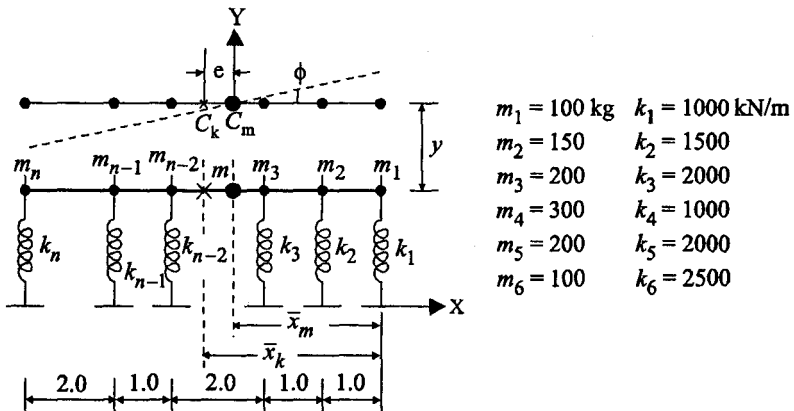 Y
e
ϕ
C_k C_m
y
m_n m_{n-1} m_{n-2} m m_3 m_2 m_1
k_n k_{n-1} k_{n-2} k_3 k_2 k_1
X
x̄_m
x̄_k
2.0 1.0 2.0 1.0 1.0
m_1 = 100 kg k_1 = 1000 kN/m
m_2 = 150 k_2 = 1500
m_3 = 200 k_3 = 2000
m_4 = 300 k_4 = 1000
m_5 = 200 k_5 = 2000
m_6 = 100 k_6 = 2500